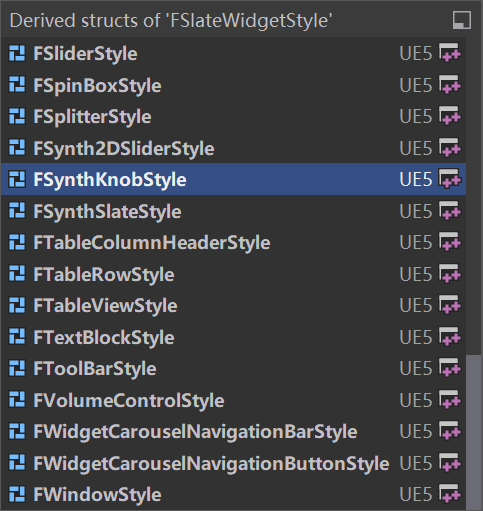 Derived structs of 'FSlateWidgetStyle'
FSliderStyle UE5
FSpinBoxStyle UE5
FSplitterStyle UE5
FSynth2DSliderStyle UE5
FSynthKnobStyle UE5
FSynthSlateStyle UE5
FTableColumnHeaderStyle UE5
FTableRowStyle UE5
FTableViewStyle UE5
FTextBlockStyle UE5
FToolBarStyle UE5
FVolumeControlStyle UE5
FWidgetCarouselNavigationBarStyle UE5
FWidgetCarouselNavigationButtonStyle UE5
FWindowStyle UE5